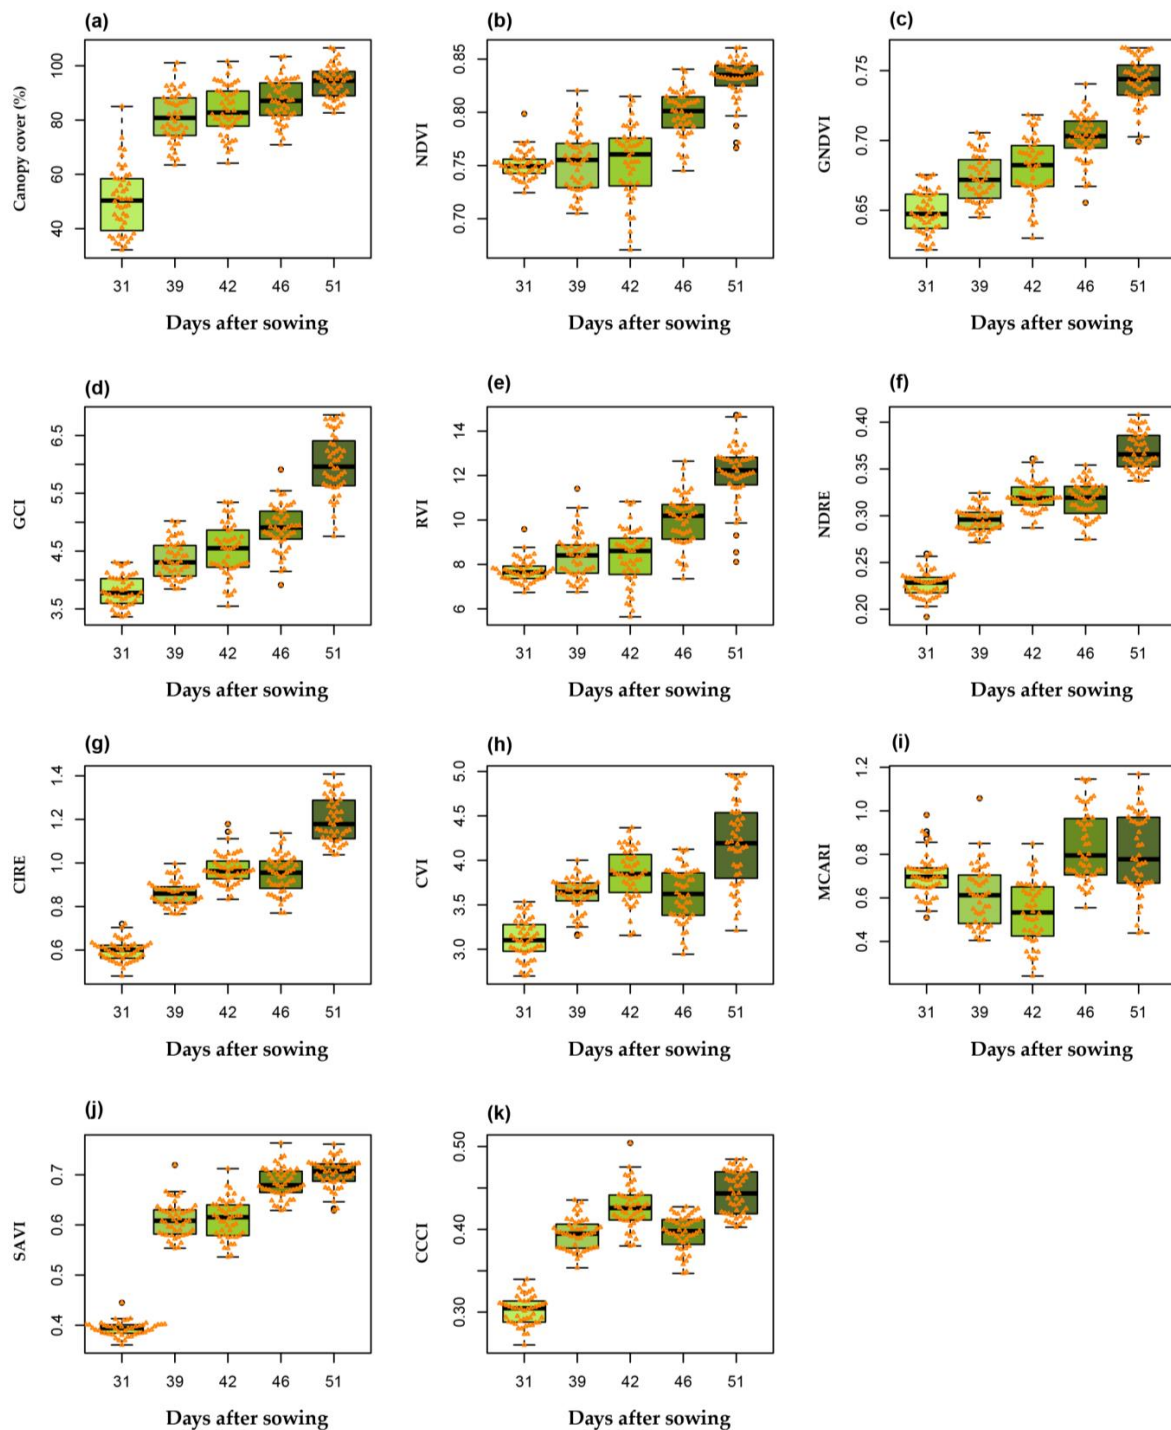 (a)
Canopy cover (%)
100
80
60
40
31 39 42 46 51
Days after sowing
(b)
NDVI
0.85
0.80
0.75
0.70
31 39 42 46 51
Days after sowing
(c)
GNDVI
0.75
0.70
0.65
31 39 42 46 51
Days after sowing
(d)
GCI
6.5
5.5
4.5
3.5
31 39 42 46 51
Days after sowing
(e)
RVI
14
12
10
8
6
31 39 42 46 51
Days after sowing
(f)
NDRE
0.40
0.35
0.30
0.25
0.20
31 39 42 46 51
Days after sowing
(g)
CIRE
1.4
1.2
1.0
0.8
0.6
31 39 42 46 51
Days after sowing
(h)
CVI
5.0
4.5
4.0
3.5
3.0
31 39 42 46 51
Days after sowing
(i)
MCARI
1.2
1.0
0.8
0.6
0.4
31 39 42 46 51
Days after sowing
(j)
SAVI
0.7
0.6
0.5
0.4
31 39 42 46 51
Days after sowing
(k)
CCCI
0.50
0.40
0.30
31 39 42 46 51
Days after sowing